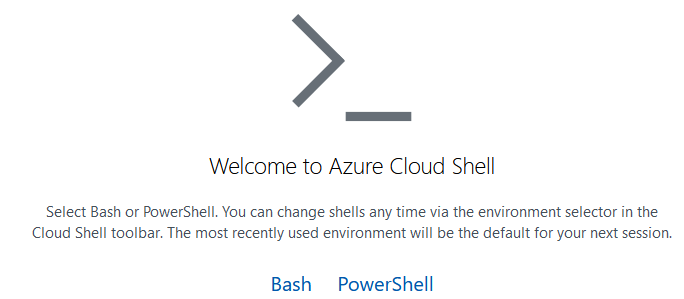 Welcome to Azure Cloud Shell
Select Bash or PowerShell. You can change shells any time via the environment selector in the
Cloud Shell toolbar. The most recently used environment will be the default for your next session.
Bash PowerShell